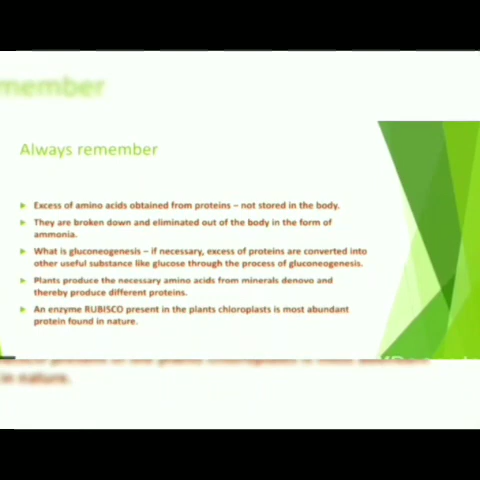 member
Always remember
Excess of amino acids obtained from proteins – not stored in the body.
They are broken down and eliminated out of the body in the form of
ammonia.
What is gluconeogenesis – if necessary, excess of proteins are converted into
other useful substance like glucose through the process of gluconeogenesis.
Plants produce the necessary amino acids from minerals denovo and
thereby produce different proteins.
An enzyme RUBISCO present in the plants chloroplasts is most abundant
protein found in nature.
in nature.